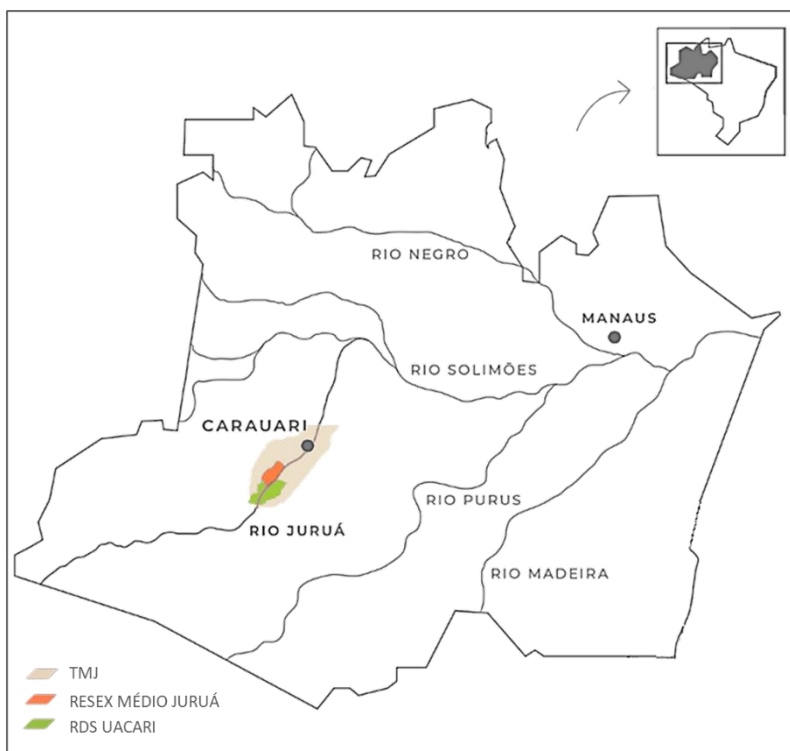 RIO NEGRO
MANAUS
RIO SOLIMÕES
CARAUARI
RIO PURUS
RIO JURUÁ
RIO MADEIRA
TMJ
RESEX MÉDIO JURUÁ
RDS UACARI